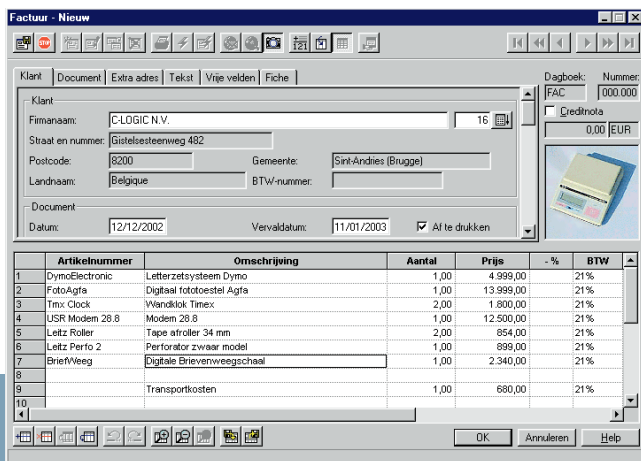 Factuur - Nieuw
Klant Document Extra adres Tekst Vrije velden Fiche
Dagboek: Nummer:
FAC 000.000
Creditnota
0,00 EUR
Klant
Firmanaam: C-LOGIC N.V. 16
Straat en nummer: Gistelsesteenweg 482
Postcode: 8200 Gemeente: Sint-Andries (Brugge)
Landnaam: Belgique BTW-nummer:
Document
Datum: 12/12/2002 Vervaldatum: 11/01/2003 Af te drukken
Artikelnummer Omschrijving Aantal Prijs - % BTW
1 DymoElectronic Letterzetsysteem Dymo 1,00 4.999,00 21%
2 FotoAgfa Digitaal fototoestel Agfa 1,00 13.999,00 21%
3 Tmx Clock Wandklok Timex 2,00 1.800,00 21%
4 USR Modem 28.8 Modem 28.8 1,00 12.500,00 21%
5 Leitz Roller Tape afroller 34 mm 2,00 854,00 21%
6 Leitz Perfo 2 Perforator zwaar model 1,00 899,00 21%
7 BriefWeeg Digitale Brievenweegschaal 1,00 2.340,00 21%
8
9 Transportkosten 1,00 680,00 21%
10
OK Annuleren Help